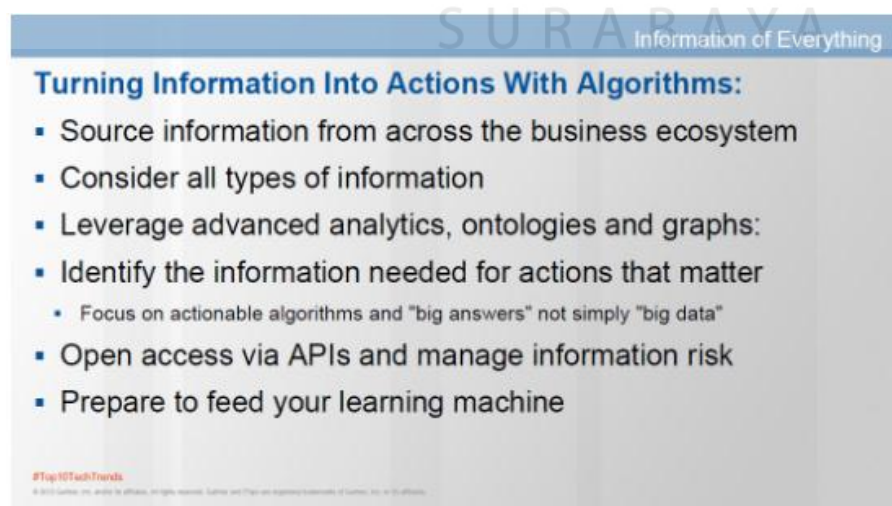 SURABAYA
Information of Everything
Turning Information Into Actions With Algorithms:
▪ Source information from across the business ecosystem
▪ Consider all types of information
▪ Leverage advanced analytics, ontologies and graphs:
▪ Identify the information needed for actions that matter
▪ Focus on actionable algorithms and "big answers" not simply "big data"
▪ Open access via APIs and manage information risk
▪ Prepare to feed your learning machine
#Top10TechTrends